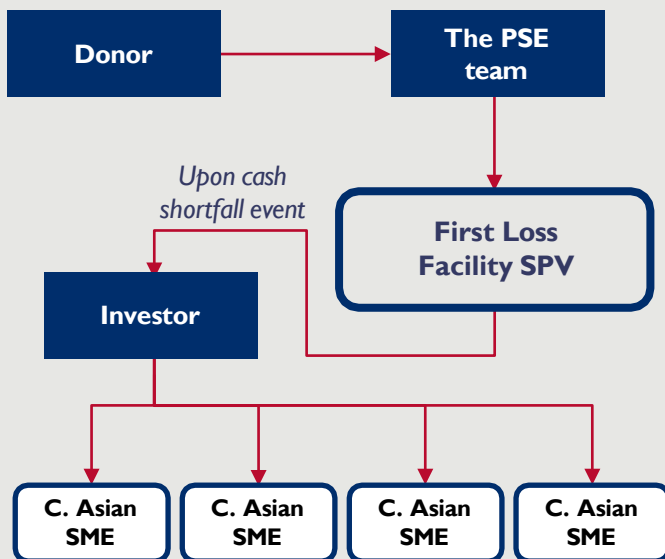 Donor
The PSE
team
Upon cash
shortfall event
First Loss
Facility SPV
Investor
C. Asian
SME
C. Asian
SME
C. Asian
SME
C. Asian
SME